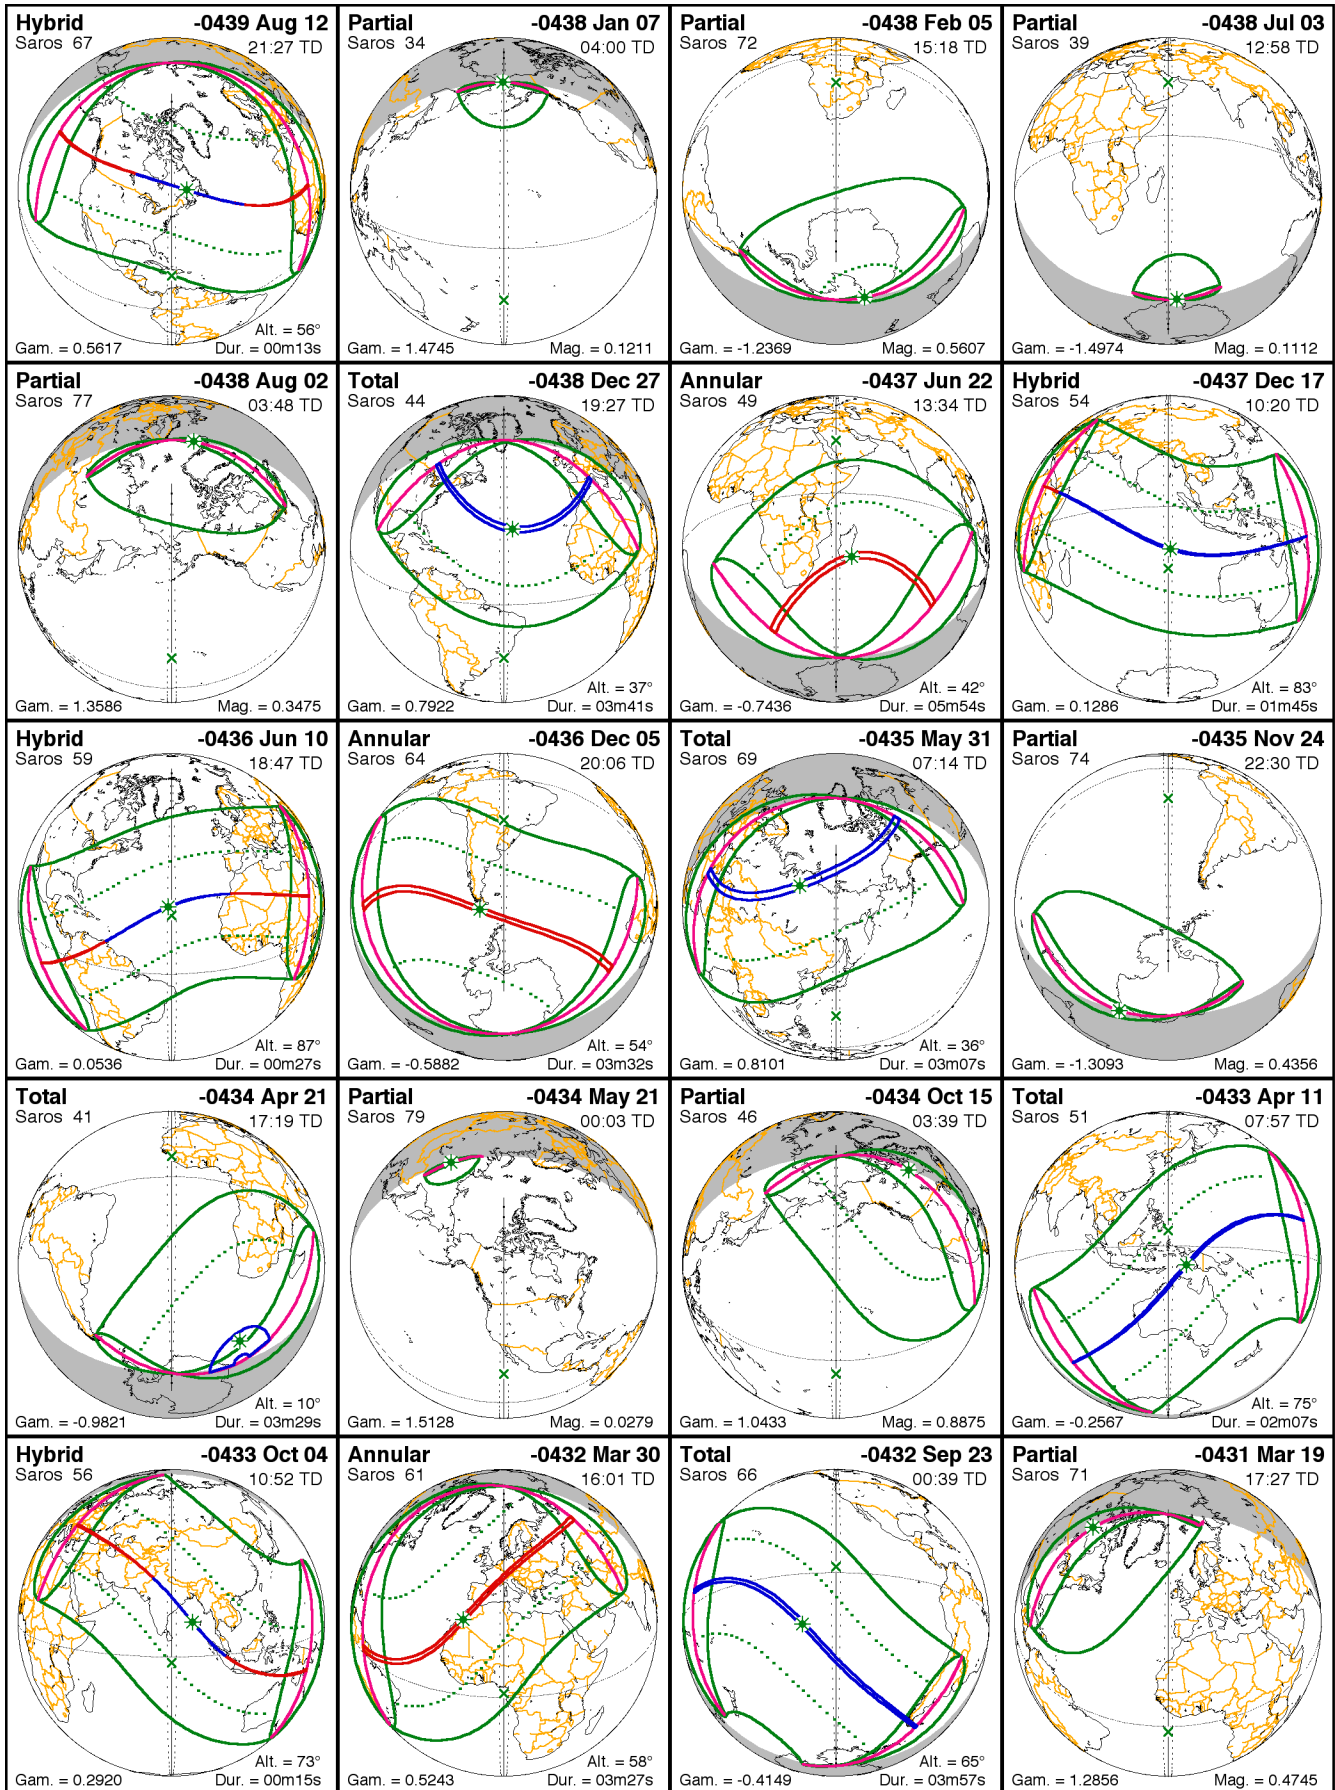 Hybrid -0439 Aug 12
Saros 67 21:27 TD
Alt. = 56°
Gam. = 0.5617 Dur. = 00m13s
Partial -0438 Jan 07
Saros 34 04:00 TD
Gam. = 1.4745 Mag. = 0.1211
Partial -0438 Feb 05
Saros 72 15:18 TD
Gam. = -1.2369 Mag. = 0.5607
Partial -0438 Jul 03
Saros 39 12:58 TD
Gam. = -1.4974 Mag. = 0.1112
Partial -0438 Aug 02
Saros 77 03:48 TD
Gam. = 1.3586 Mag. = 0.3475
Total -0438 Dec 27
Saros 44 19:27 TD
Alt. = 37°
Gam. = 0.7922 Dur. = 03m41s
Annular -0437 Jun 22
Saros 49 13:34 TD
Alt. = 42°
Gam. = -0.7436 Dur. = 05m54s
Hybrid -0437 Dec 17
Saros 54 10:20 TD
Alt. = 83°
Gam. = 0.1286 Dur. = 01m45s
Hybrid -0436 Jun 10
Saros 59 18:47 TD
Alt. = 87°
Gam. = 0.0536 Dur. = 00m27s
Annular -0436 Dec 05
Saros 64 20:06 TD
Alt. = 54°
Gam. = -0.5882 Dur. = 03m32s
Total -0435 May 31
Saros 69 07:14 TD
Alt. = 36°
Gam. = 0.8101 Dur. = 03m07s
Partial -0435 Nov 24
Saros 74 22:30 TD
Gam. = -1.3093 Mag. = 0.4356
Total -0434 Apr 21
Saros 41 17:19 TD
Alt. = 10°
Gam. = -0.9821 Dur. = 03m29s
Partial -0434 May 21
Saros 79 00:03 TD
Gam. = 1.5128 Mag. = 0.0279
Partial -0434 Oct 15
Saros 46 03:39 TD
Gam. = 1.0433 Mag. = 0.8875
Total -0433 Apr 11
Saros 51 07:57 TD
Alt. = 75°
Gam. = -0.2567 Dur. = 02m07s
Hybrid -0433 Oct 04
Saros 56 10:52 TD
Alt. = 73°
Gam. = 0.2920 Dur. = 00m15s
Annular -0432 Mar 30
Saros 61 16:01 TD
Alt. = 58°
Gam. = 0.5243 Dur. = 03m27s
Total -0432 Sep 23
Saros 66 00:39 TD
Alt. = 65°
Gam. = -0.4149 Dur. = 03m57s
Partial -0431 Mar 19
Saros 71 17:27 TD
Gam. = 1.2856 Mag. = 0.4745